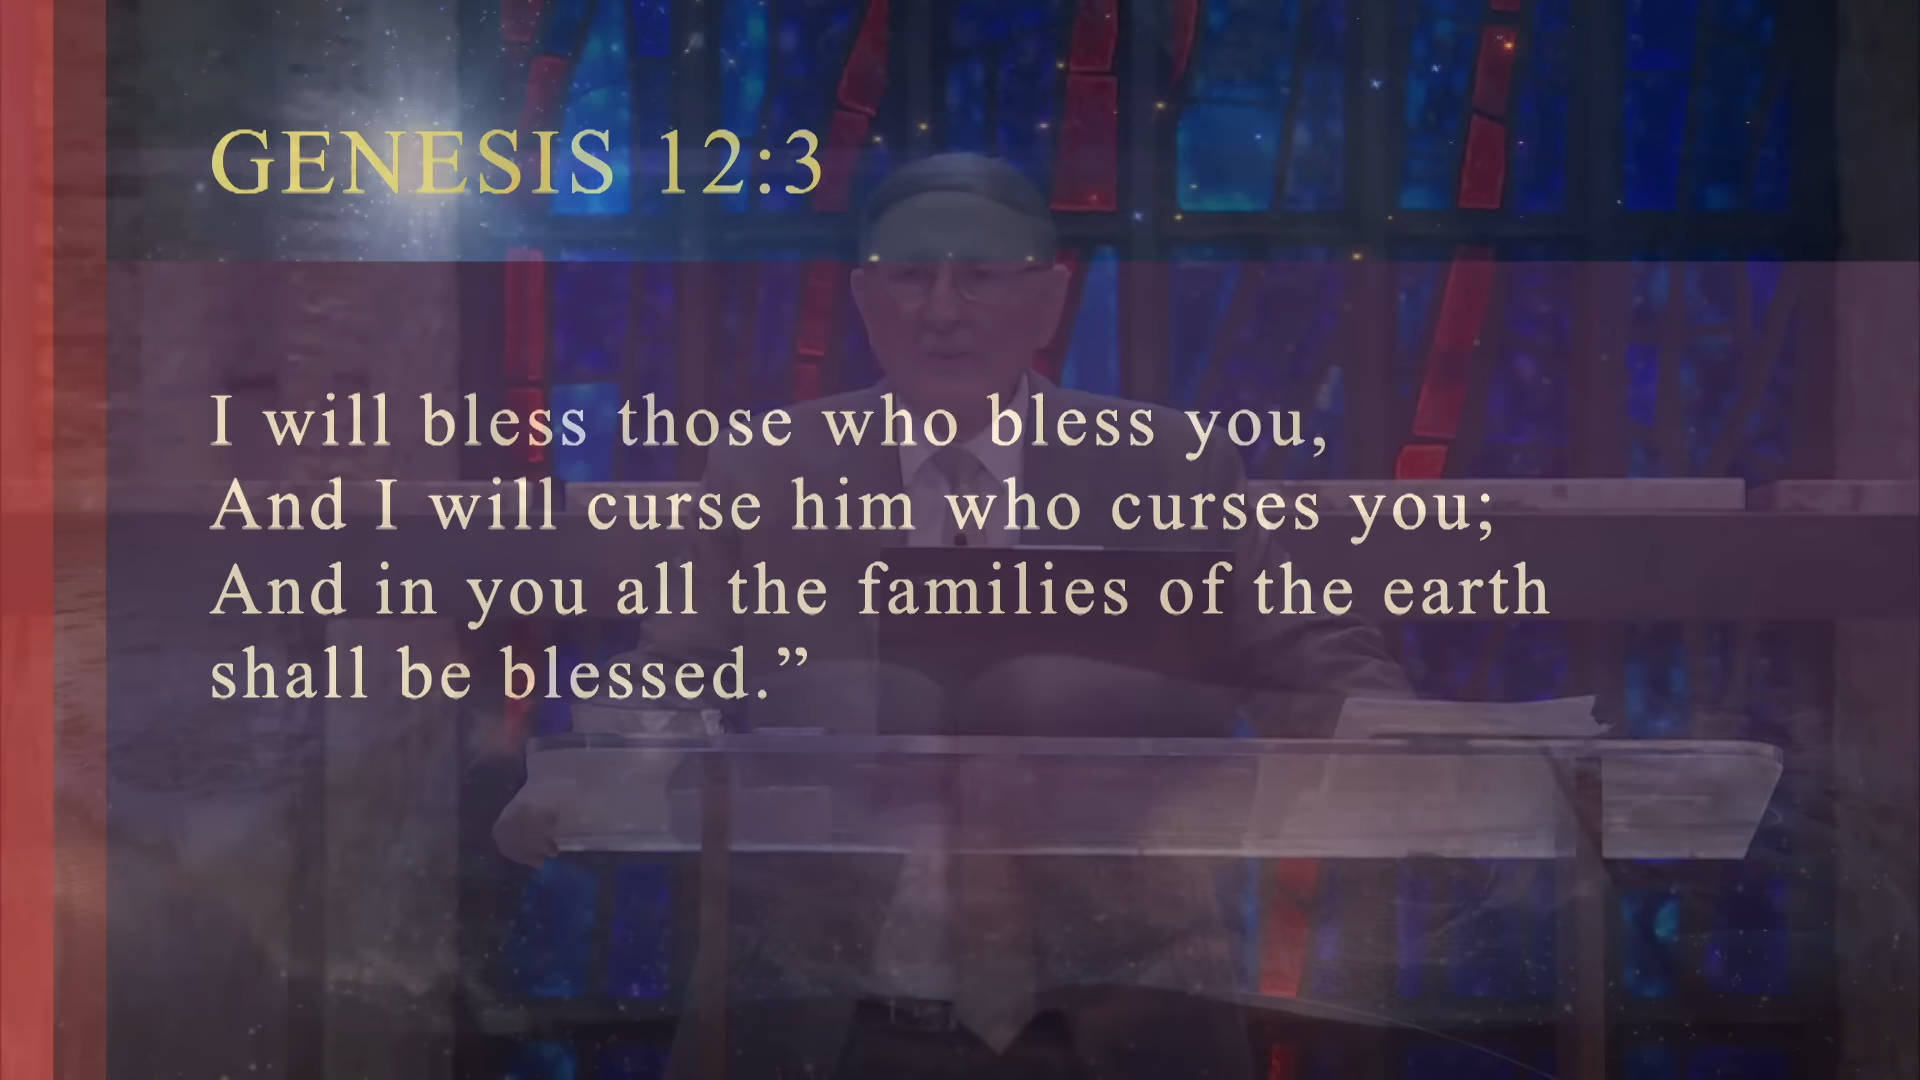 GENESIS 12:3
I will bless those who bless you,
And I will curse him who curses you;
And in you all the families of the earth
shall be blessed.”